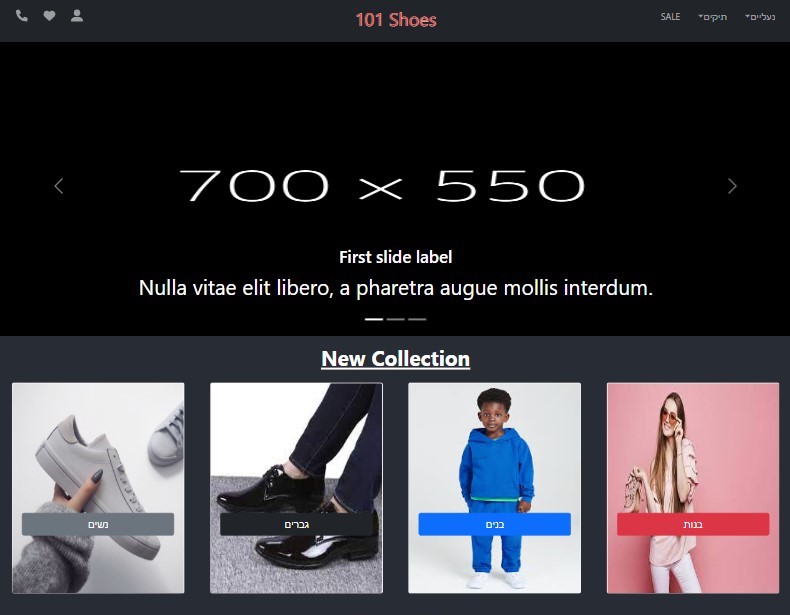 101 Shoes
נעליים
תיקים
SALE
700 x 550
First slide label
Nulla vitae elit libero, a pharetra augue mollis interdum.
New Collection
נשים
גברים
בנים
בנות